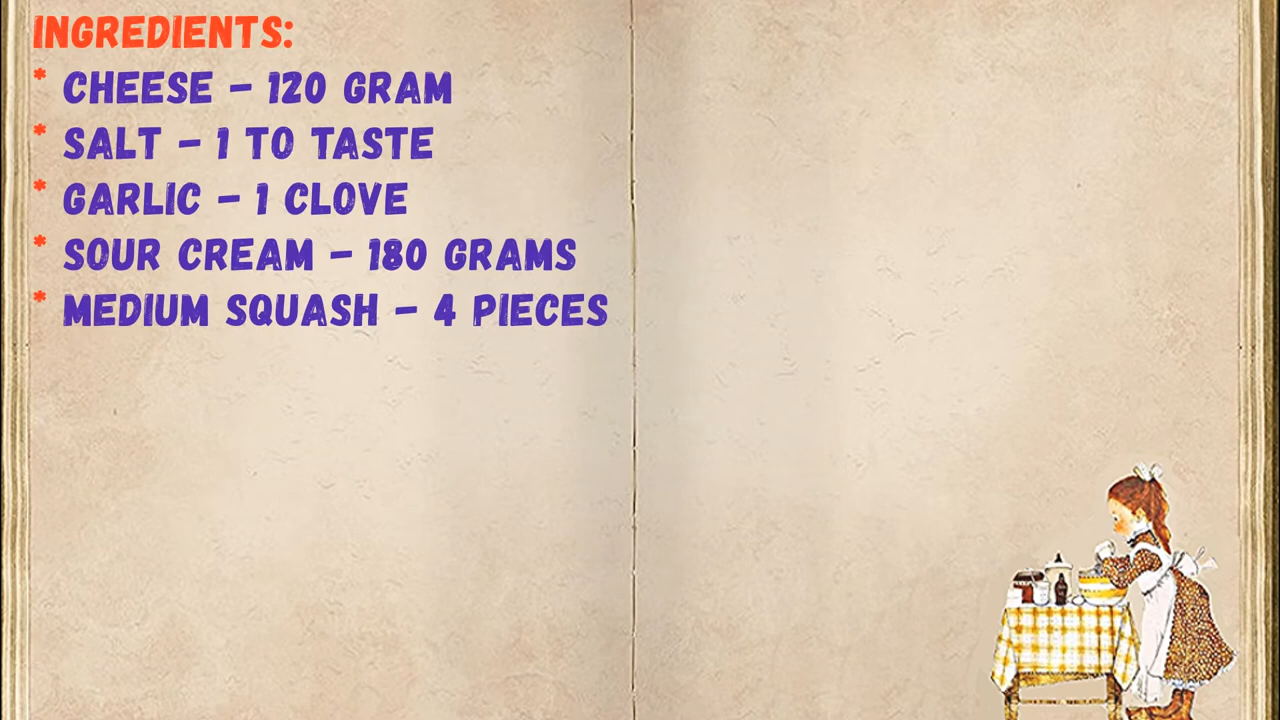 INGREDIENTS:
* CHEESE – 120 GRAM
* SALT – 1 TO TASTE
* GARLIC – 1 CLOVE
* SOUR CREAM – 180 GRAMS
* MEDIUM SQUASH – 4 PIECES